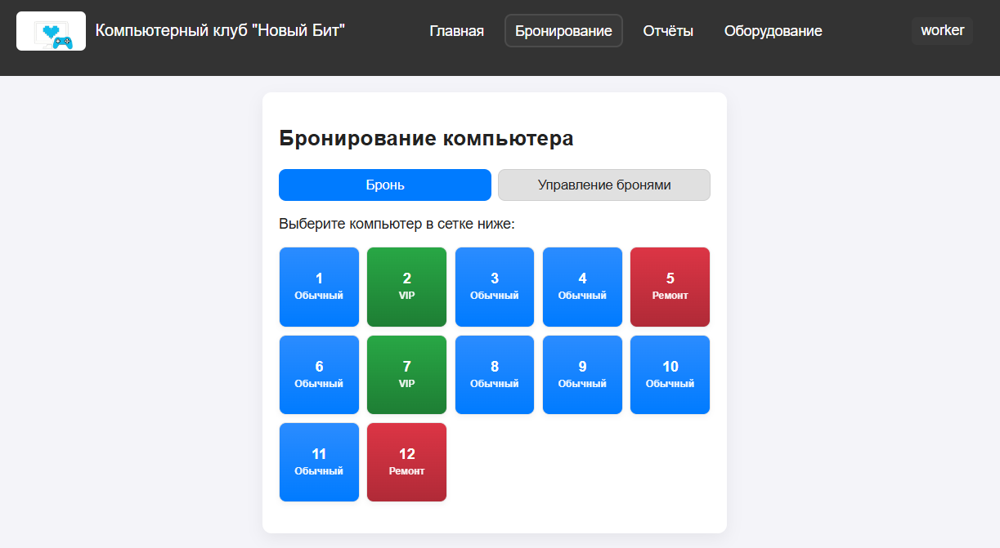 Компьютерный клуб "Новый Бит"
Главная
Бронирование
Отчёты
Оборудование
worker
Бронирование компьютера
Бронь
Управление бронями
Выберите компьютер в сетке ниже:
1
Обычный
2
VIP
3
Обычный
4
Обычный
5
Ремонт
6
Обычный
7
VIP
8
Обычный
9
Обычный
10
Обычный
11
Обычный
12
Ремонт